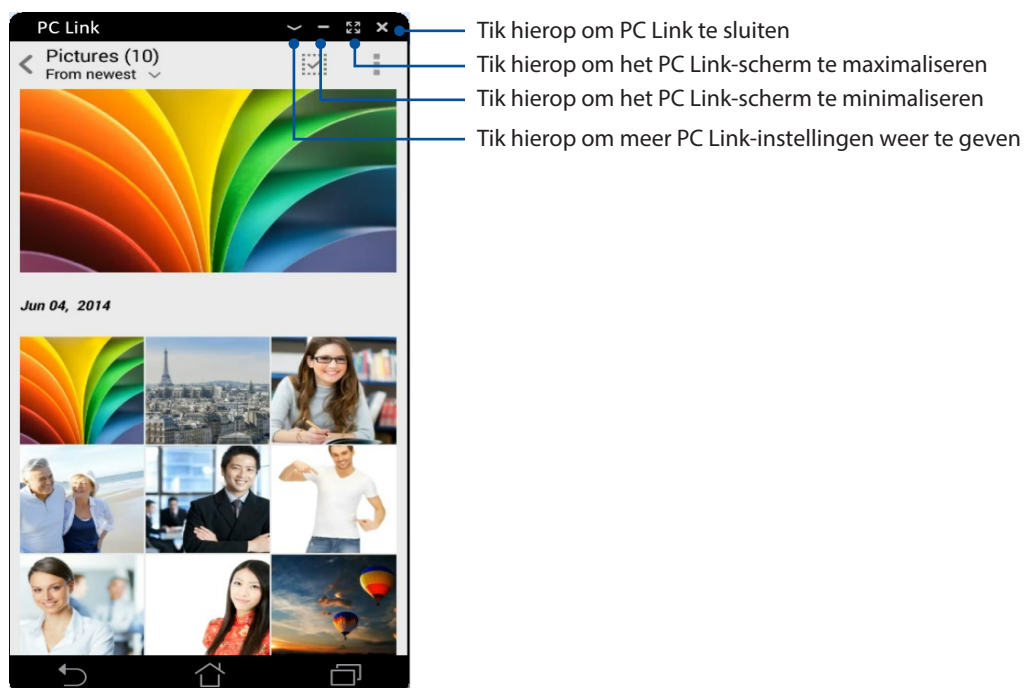 PC Link
Pictures (10)
From newest
Jun 04, 2014
Tik hierop om PC Link te sluiten
Tik hierop om het PC Link-scherm te maximaliseren
Tik hierop om het PC Link-scherm te minimaliseren
Tik hierop om meer PC Link-instellingen weer te geven